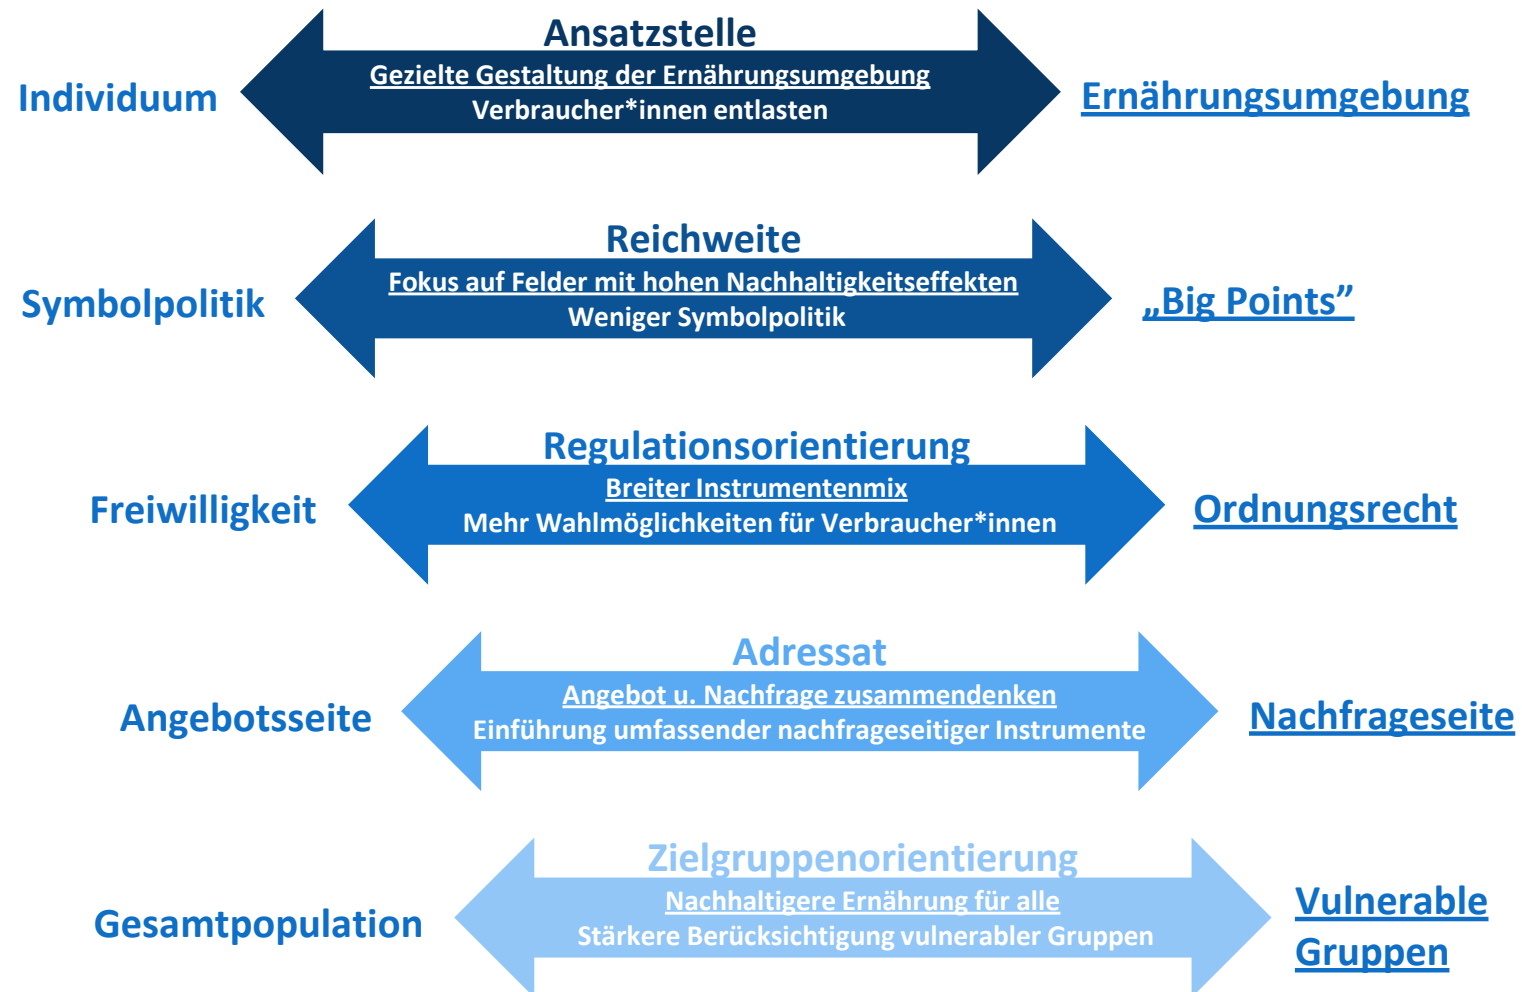 Ansatzstelle
Individuum
Gezielte Gestaltung der Ernährungsumgebung
Verbraucher*innen entlasten
Ernährungsumgebung
Reichweite
Symbolpolitik
Fokus auf Felder mit hohen Nachhaltigkeitseffekten
Weniger Symbolpolitik
„Big Points”
Regulationsorientierung
Freiwilligkeit
Breiter Instrumentenmix
Mehr Wahlmöglichkeiten für Verbraucher*innen
Ordnungsrecht
Adressat
Angebotsseite
Angebot u. Nachfrage zusammendenken
Einführung umfassender nachfrageseitiger Instrumente
Nachfrageseite
Zielgruppenorientierung
Gesamtpopulation
Nachhaltigere Ernährung für alle
Stärkere Berücksichtigung vulnerabler Gruppen
Vulnerable
Gruppen